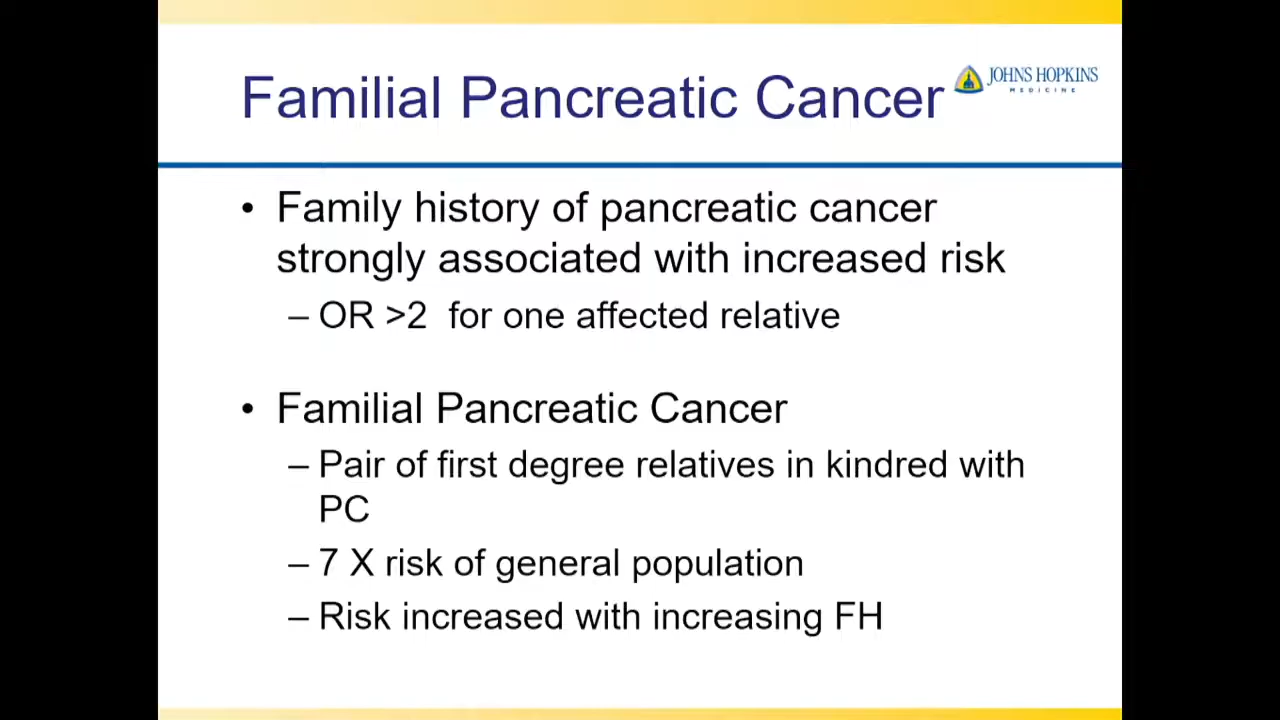 Familial Pancreatic Cancer
JOHNS HOPKINS
MEDICINE
• Family history of pancreatic cancer
strongly associated with increased risk
– OR >2 for one affected relative
• Familial Pancreatic Cancer
– Pair of first degree relatives in kindred with
PC
– 7 X risk of general population
– Risk increased with increasing FH